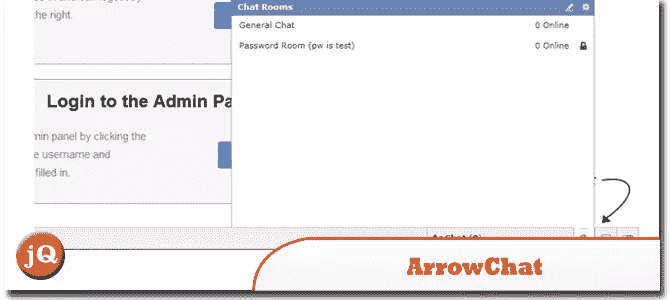 the right.
Chat Rooms
General Chat 0 Online
Password Room (pw is test) 0 Online
Login to the Admin Pa
min panel by clicking the
e username and
filled in.
jQ
ArrowChat